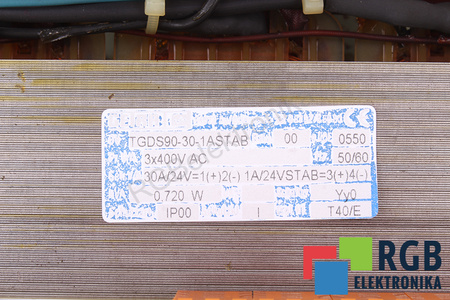 TGDS90-30-1ASTAB 00 0550
3x400V AC 50/60
30A/24V=1(+)2(-) 1A/24VSTAB=3(+)4(-)
0.720 W Yy0
IP00 I T40/E
RGB
ELEKTRONIKA